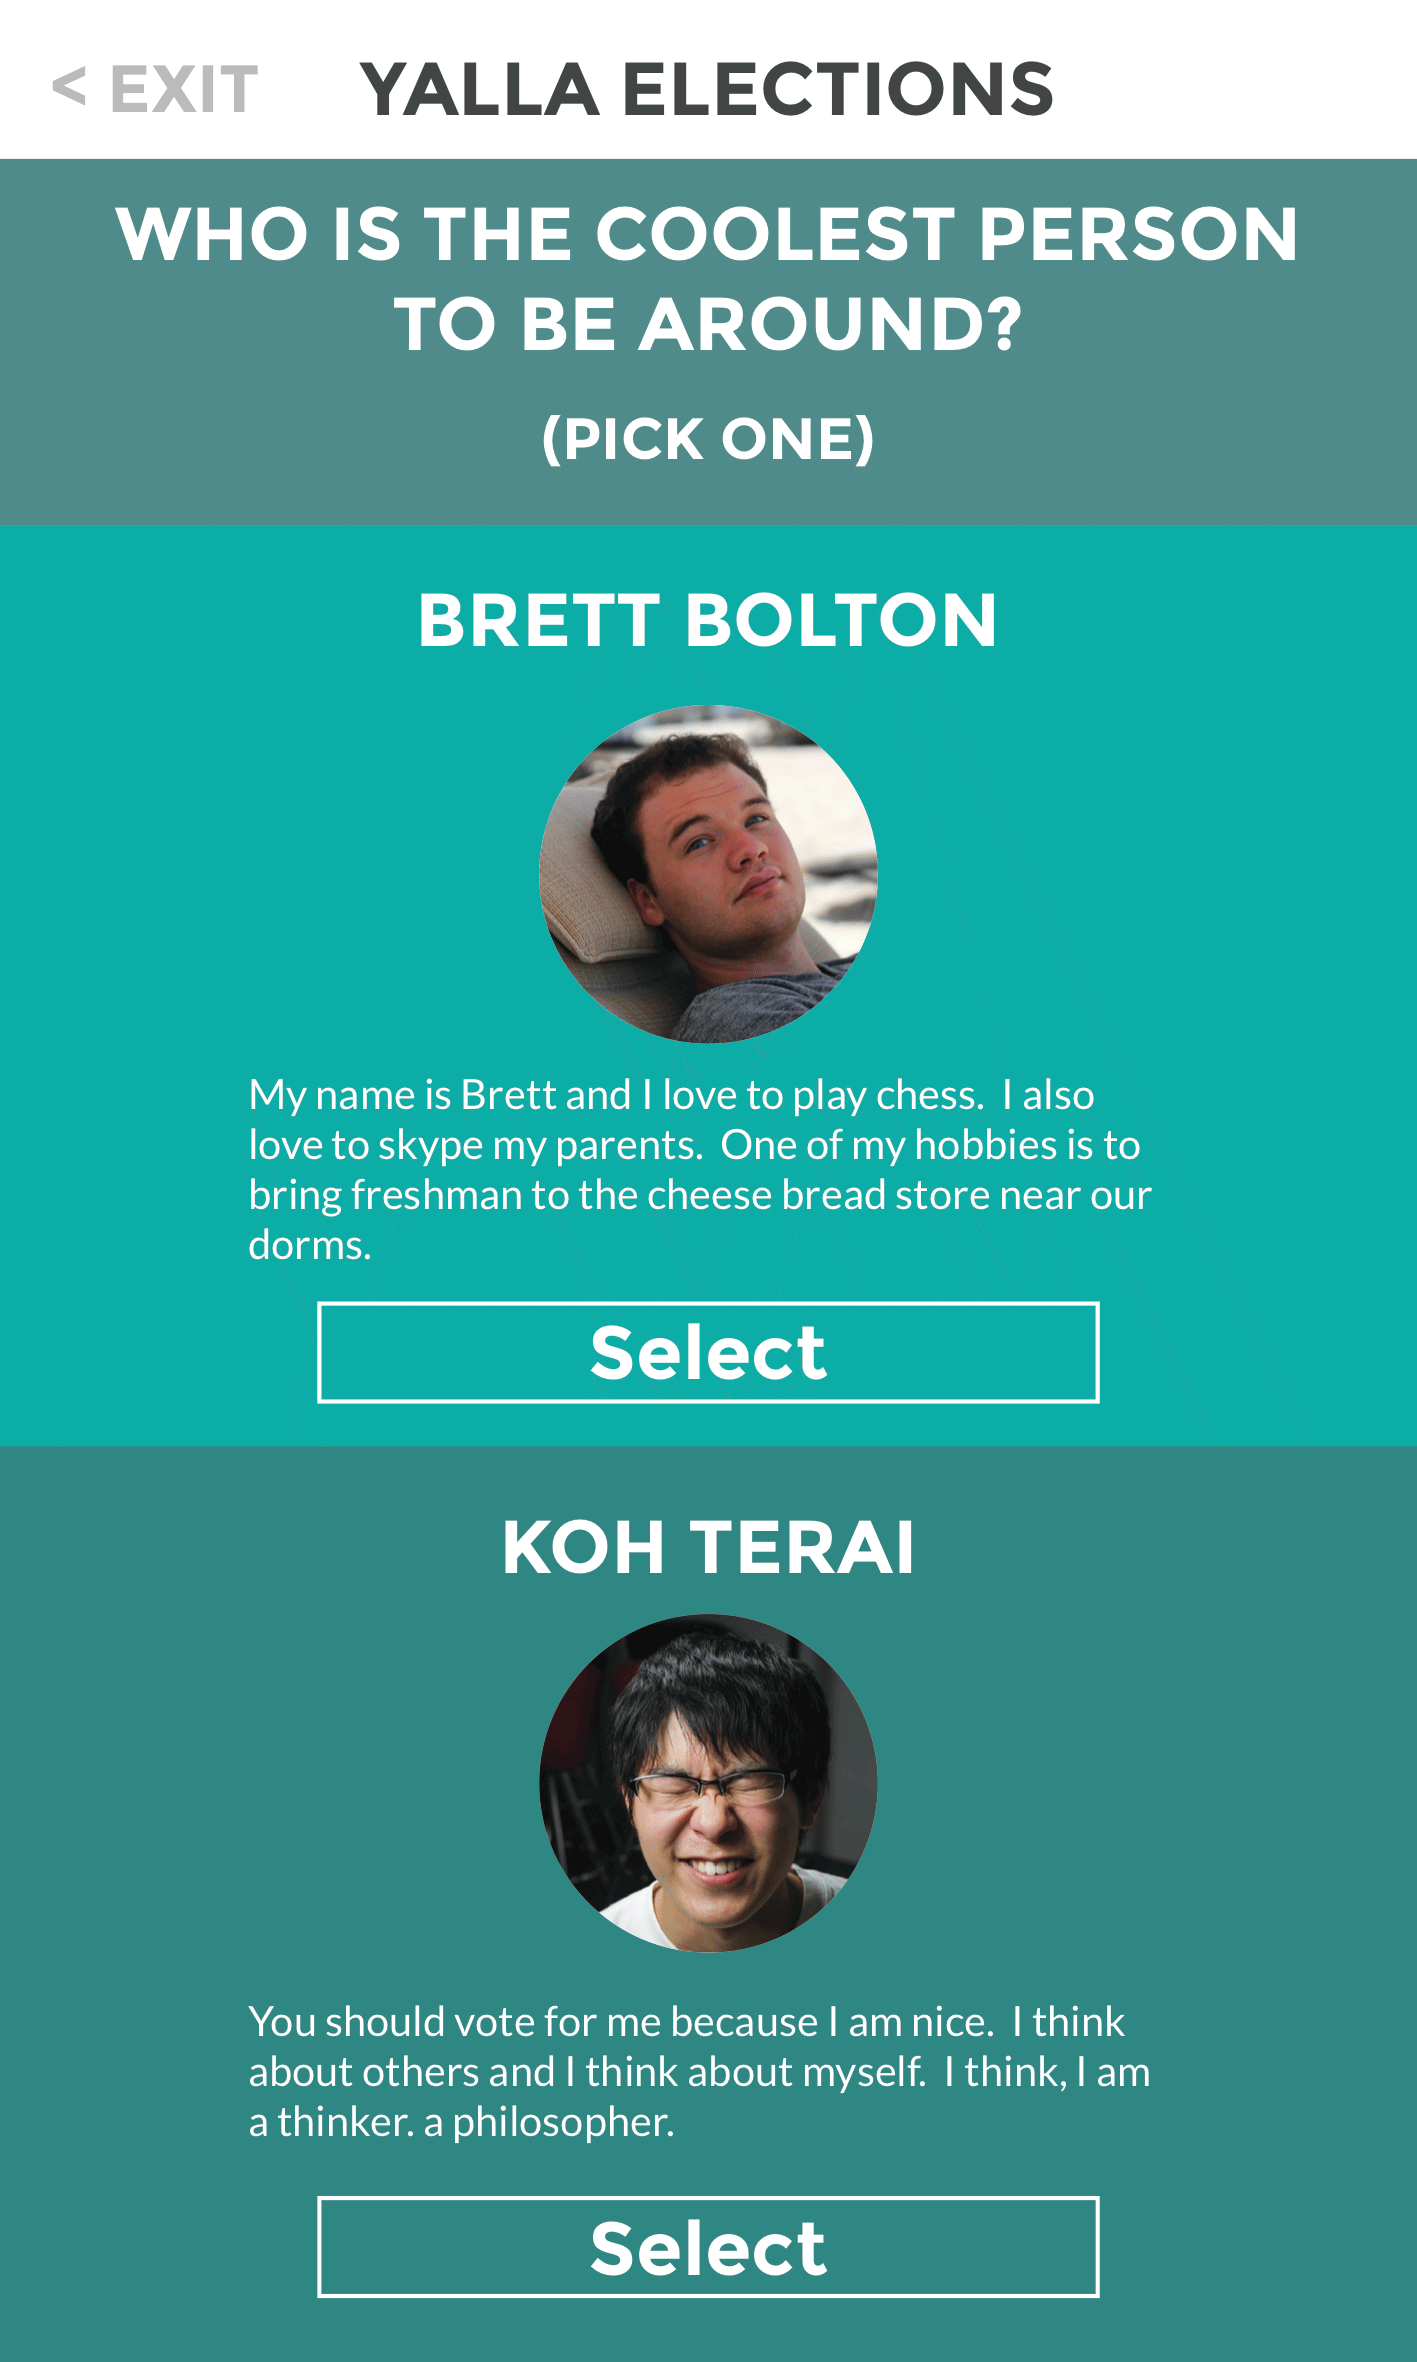 < EXIT YALLA ELECTIONS
WHO IS THE COOLEST PERSON
TO BE AROUND?
(PICK ONE)
BRETT BOLTON
My name is Brett and I love to play chess.  I also
love to skype my parents.  One of my hobbies is to
bring freshman to the cheese bread store near our
dorms.
Select
KOH TERAI
You should vote for me because I am nice.  I think
about others and I think about myself.  I think, I am
a thinker. a philosopher.
Select